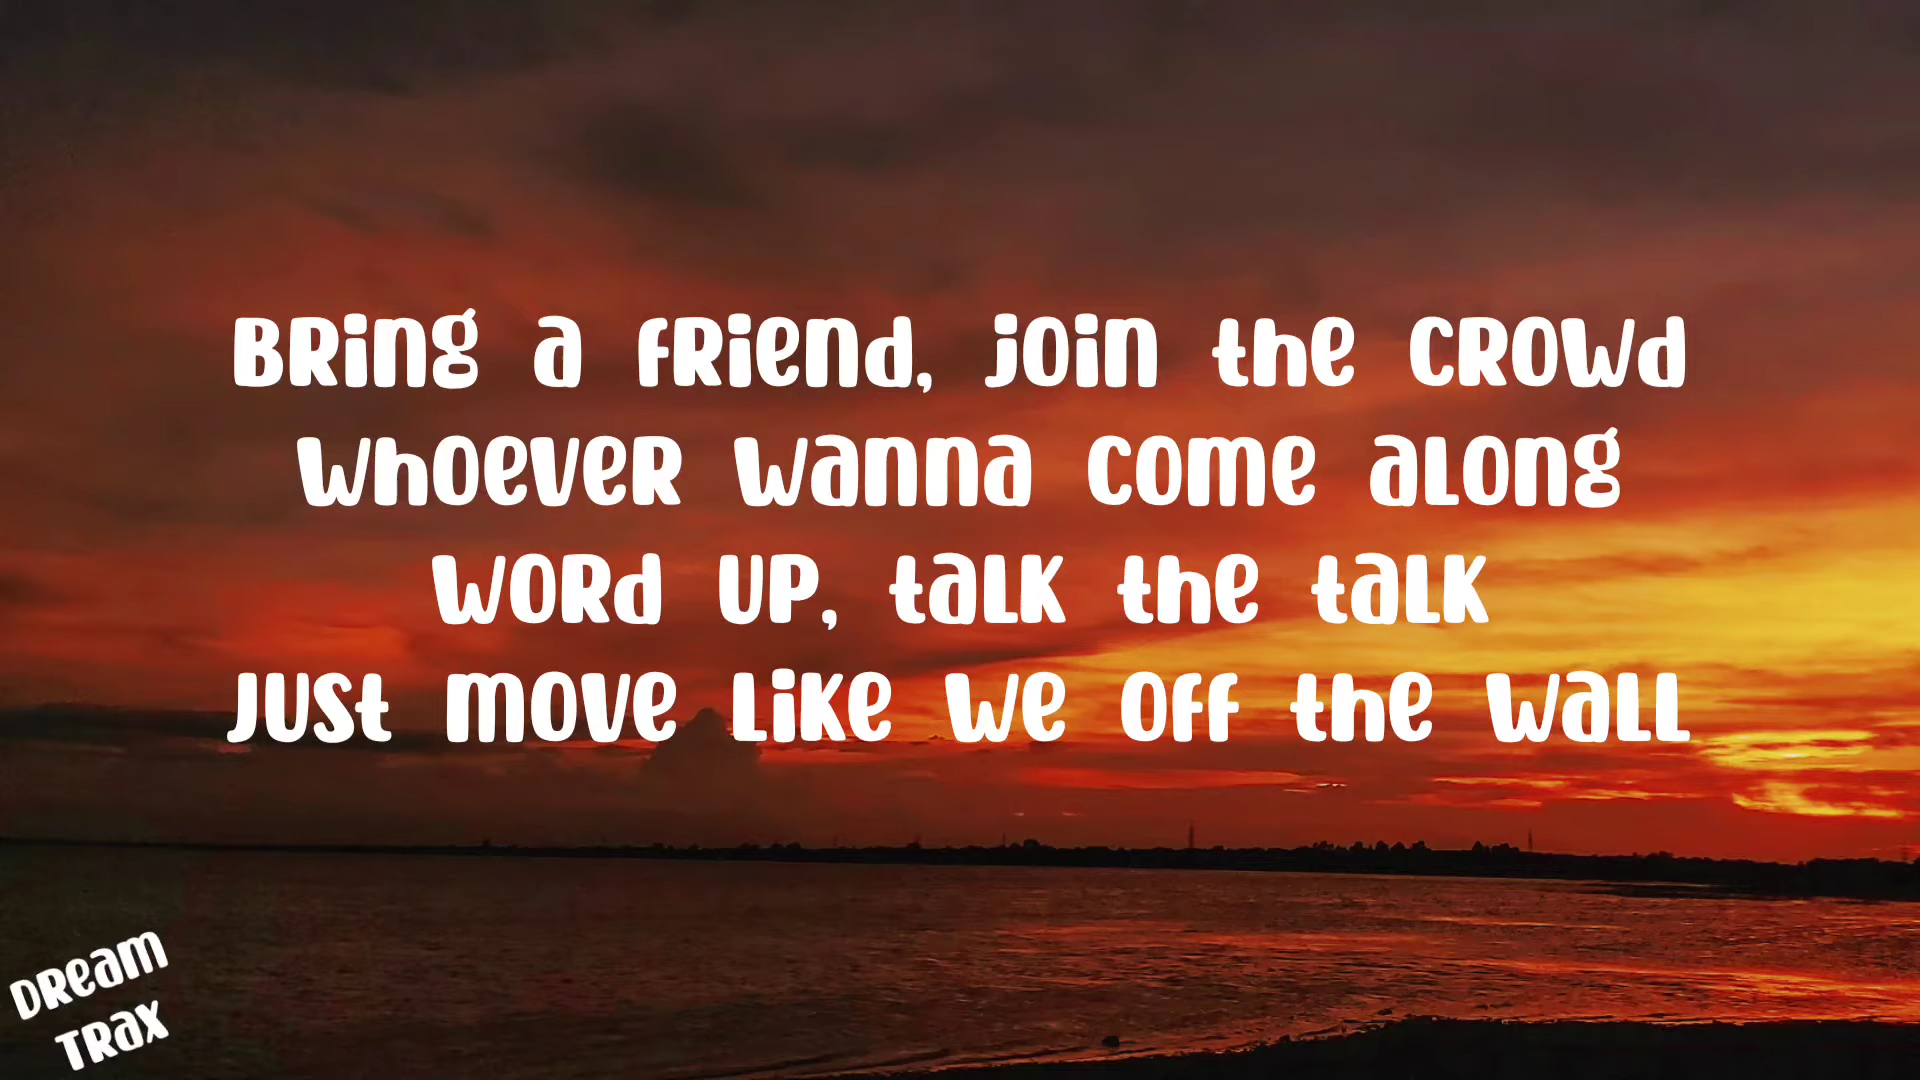 Bring a friend, join the crowd
Whoever wanna come along
Word up, talk the talk
Just move like we off the wall
Dream
Trax